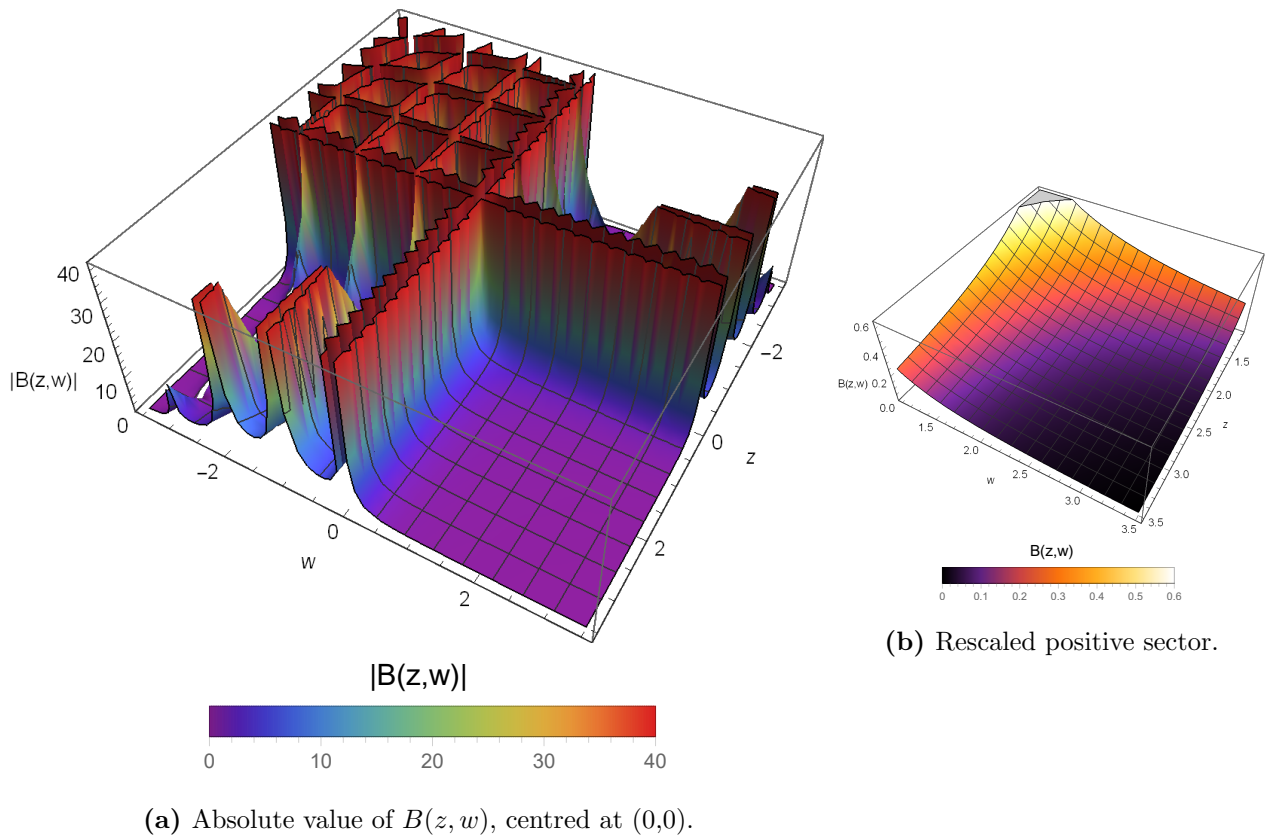 40
30
20
10
|B(z,w)|
0
−2
0
2
w
−2
0
2
z
|B(z,w)|
0 10 20 30 40
(a) Absolute value of B(z, w), centred at (0,0).
0.6
0.4
B(z,w) 0.2
0.0
1.5
2.0
2.5
3.0
3.5
w
1.5
2.0
2.5
3.0
3.5
z
B(z,w)
0 0.1 0.2 0.3 0.4 0.5 0.6
(b) Rescaled positive sector.